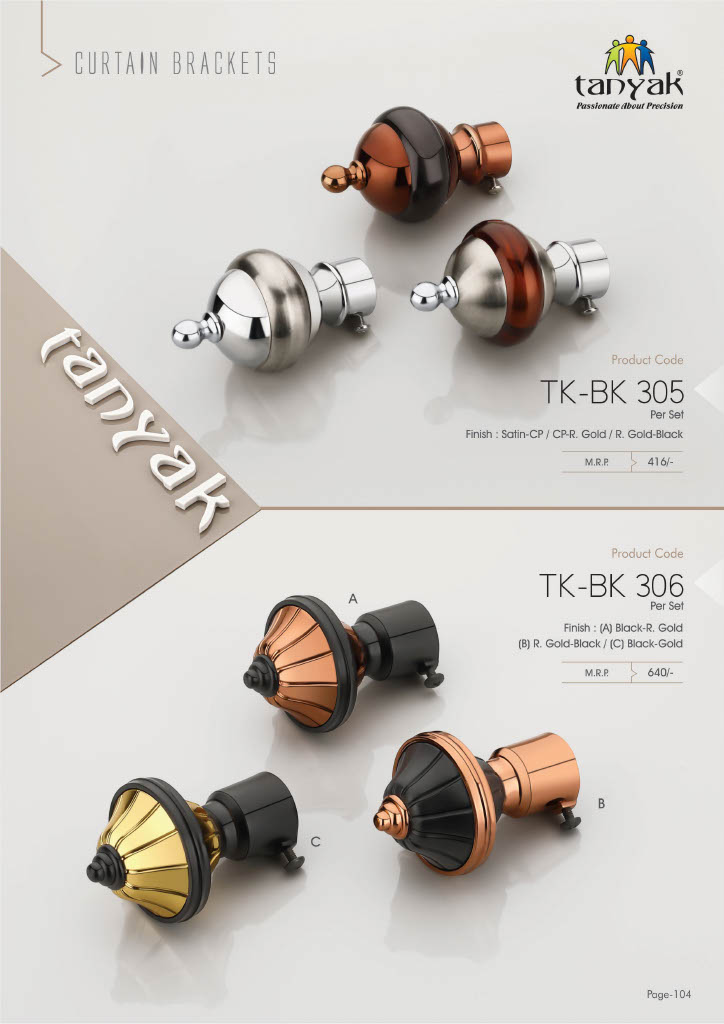 CURTAIN BRACKETS
tanyak®
Passionate About Precision
Product Code
TK-BK 305
Per Set
Finish : Satin-CP / CP-R. Gold / R. Gold-Black
M.R.P. 416/-
tanyak
Product Code
TK-BK 306
Per Set
Finish : (A) Black-R. Gold
(B) R. Gold-Black / (C) Black-Gold
M.R.P. 640/-
A
B
C
Page-104